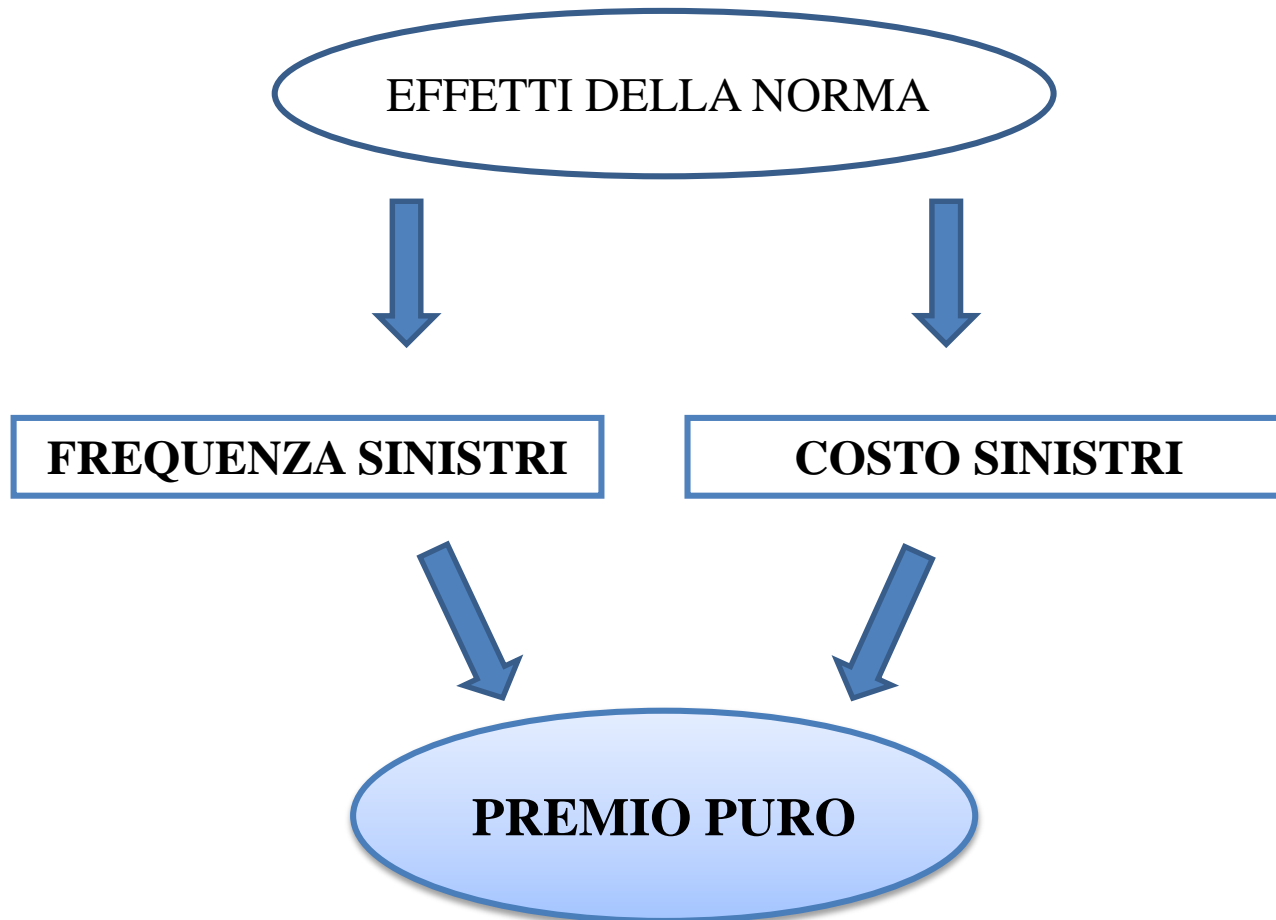 EFFETTI DELLA NORMA
FREQUENZA SINISTRI
COSTO SINISTRI
PREMIO PURO